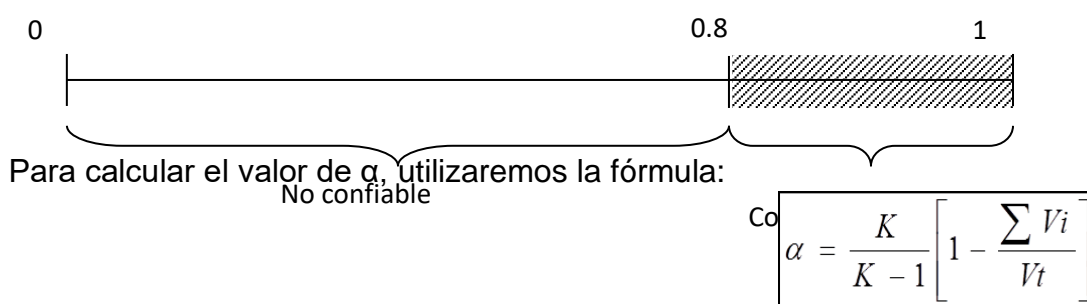 0 0.8 1
Para calcular el valor de α, utilizaremos la fórmula:
No confiable
Co
α = K / K − 1 [ 1 − ∑ Vi / Vt ]